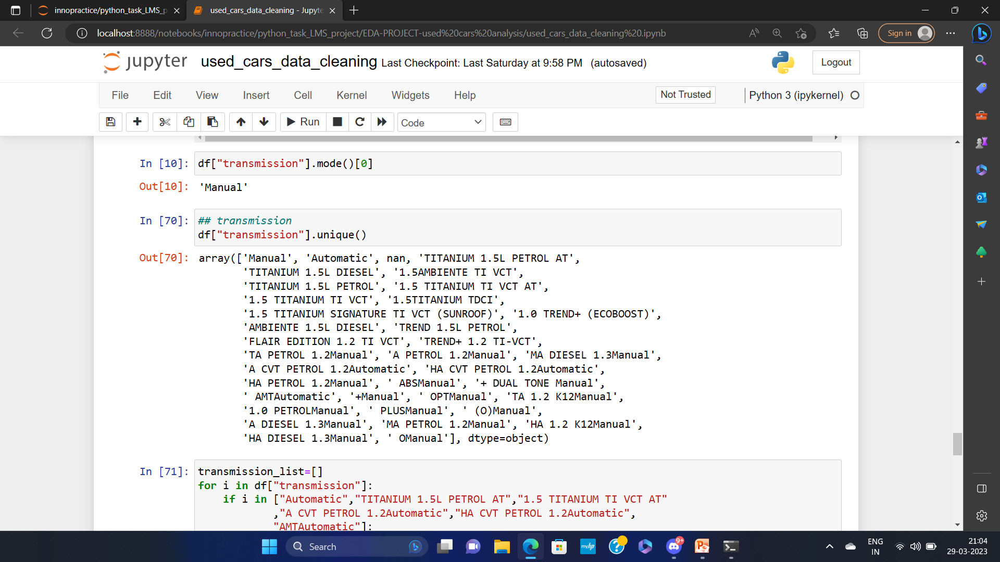 innopractice/python_task_LMS_p
used_cars_data_cleaning - Jupyte
localhost:8888/notebooks/innopractice/python_task_LMS_project/EDA-PROJECT-used%20cars%20analysis/used_cars_data_cleaning%20.ipynb
Sign in
jupyter used_cars_data_cleaning Last Checkpoint: Last Saturday at 9:58 PM (autosaved)
Logout
File Edit View Insert Cell Kernel Widgets Help
Not Trusted
Python 3 (ipykernel)
Run
Code
In [10]: df["transmission"].mode()[0]
Out[10]: 'Manual'
In [70]: ## transmission
df["transmission"].unique()
Out[70]: array(['Manual', 'Automatic', nan, 'TITANIUM 1.5L PETROL AT',
'TITANIUM 1.5L DIESEL', '1.5AMBIENTE TI VCT',
'TITANIUM 1.5L PETROL', '1.5 TITANIUM TI VCT AT',
'1.5 TITANIUM TI VCT', '1.5TITANIUM TDCI',
'1.5 TITANIUM SIGNATURE TI VCT (SUNROOF)', '1.0 TREND+ (ECOBOOST)',
'AMBIENTE 1.5L DIESEL', 'TREND 1.5L PETROL',
'FLAIR EDITION 1.2 TI VCT', 'TREND+ 1.2 TI-VCT',
'TA PETROL 1.2Manual', 'A PETROL 1.2Manual', 'MA DIESEL 1.3Manual',
'A CVT PETROL 1.2Automatic', 'HA CVT PETROL 1.2Automatic',
'HA PETROL 1.2Manual', ' ABSManual', '+ DUAL TONE Manual',
' AMTAutomatic', '+Manual', ' OPTManual', 'TA 1.2 K12Manual',
'1.0 PETROLManual', ' PLUSManual', ' (O)Manual',
'A DIESEL 1.3Manual', 'MA PETROL 1.2Manual', 'HA 1.2 K12Manual',
'HA DIESEL 1.3Manual', ' OManual'], dtype=object)
In [71]: transmission_list=[]
for i in df["transmission"]:
if i in ["Automatic","TITANIUM 1.5L PETROL AT","1.5 TITANIUM TI VCT AT"
,"A CVT PETROL 1.2Automatic","HA CVT PETROL 1.2Automatic",
"AMTAutomatic"]:
Search
myhp
9+
ENG
IN
21:04
29-03-2023